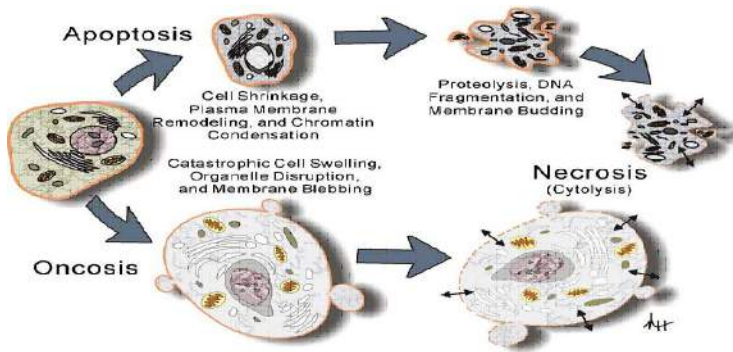 Apoptosis
Cell Shrinkage,
Plasma Membrane
Remodeling, and Chromatin
Condensation
Proteolysis, DNA
Fragmentation, and
Membrane Budding
Catastrophic Cell Swelling,
Organelle Disruption,
and Membrane Blebbing
Necrosis
(Cytolysis)
Oncosis